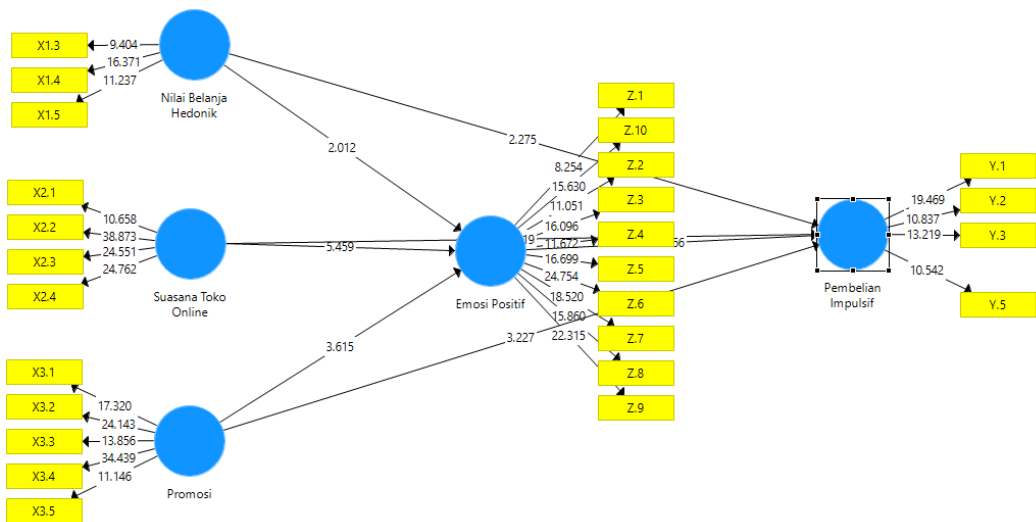 X1.3
X1.4
X1.5
9.404
16.371
11.237
Nilai Belanja
Hedonik
X2.1
X2.2
X2.3
X2.4
10.658
38.873
24.551
24.762
Suasana Toko
Online
X3.1
X3.2
X3.3
X3.4
X3.5
17.320
24.143
13.856
34.439
11.146
Promosi
2.012
5.459
3.615
2.275
3.227
Emosi Positif
8.254
15.630
11.051
16.096
11.672
16.699
24.754
18.520
15.860
22.315
Z.1
Z.10
Z.2
Z.3
Z.4
Z.5
Z.6
Z.7
Z.8
Z.9
Pembelian
Impulsif
19.469
10.837
13.219
10.542
Y.1
Y.2
Y.3
Y.5